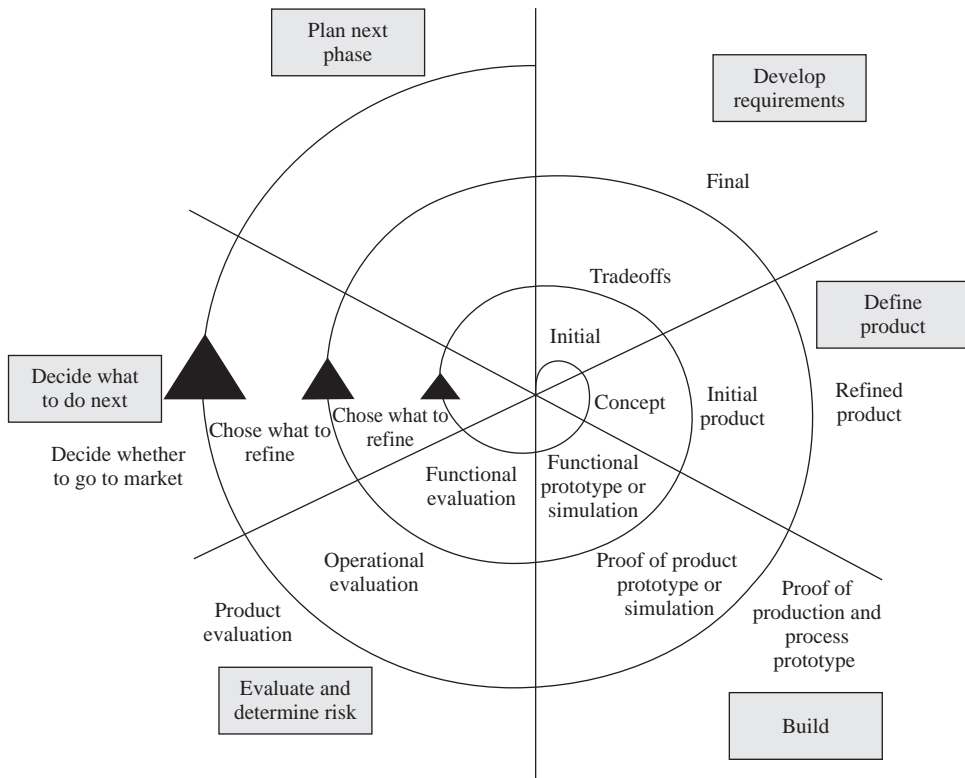 Plan next
phase
Develop
requirements
Final
Tradeoffs
Initial
Define
product
Decide what
to do next
Concept
Initial
product
Refined
product
Chose what to
refine
Chose what to
refine
Decide whether
to go to market
Functional
evaluation
Functional
prototype or
simulation
Operational
evaluation
Proof of product
prototype or
simulation
Product
evaluation
Proof of
production and
process
prototype
Evaluate and
determine risk
Build